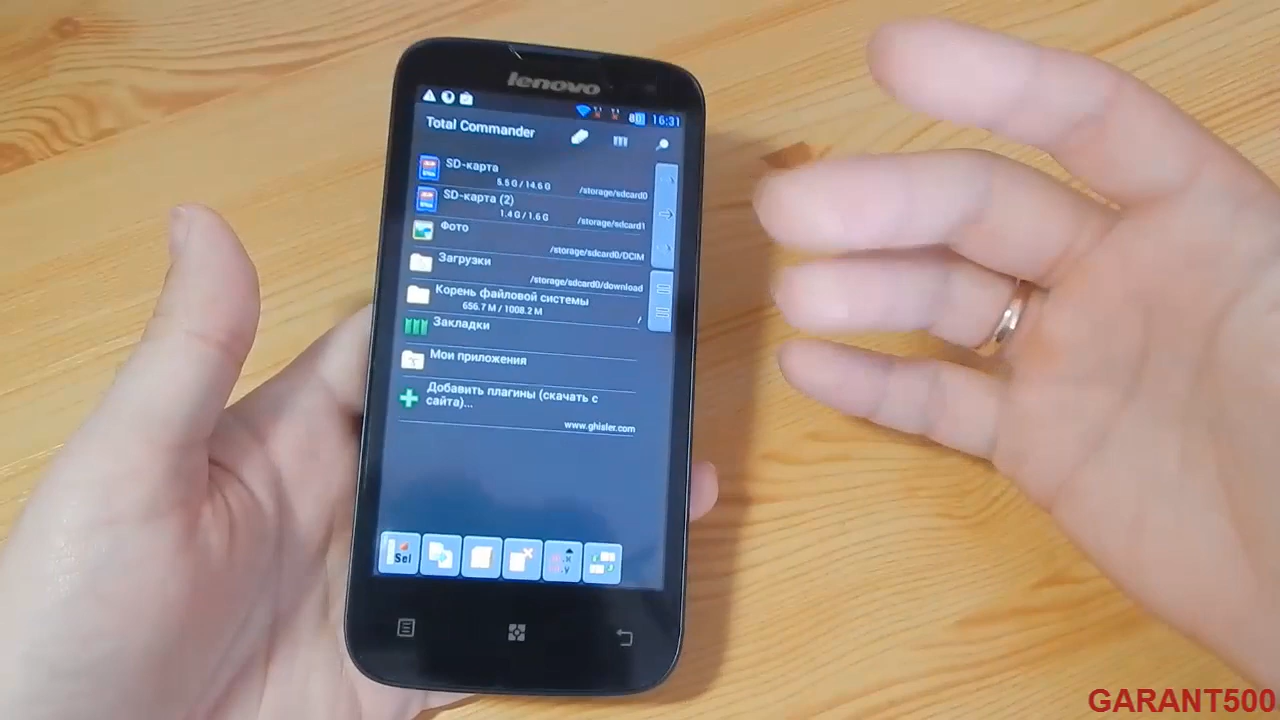 lenovo
16:31
Total Commander
SD-карта
5.5 G / 14.6 G
/storage/sdcard0
SD-карта (2)
1.4 G / 1.6 G
/storage/sdcard1
Фото
/storage/sdcard0/DCIM
Загрузки
/storage/sdcard0/download
Корень файловой системы
656.7 M / 1008.2 M
/
Закладки
Мои приложения
Добавить плагины (скачать с
сайта)...
www.ghisler.com
Sel
GARANT500